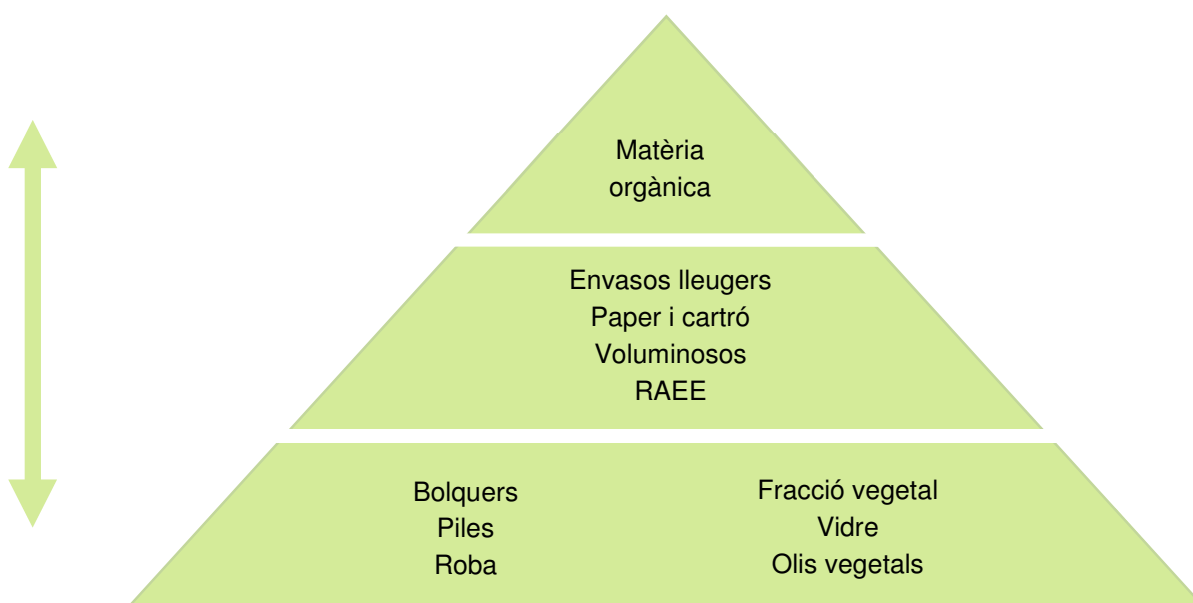 Matèria
orgànica
Envasos lleugers
Paper i cartró
Voluminosos
RAEE
Bolquers
Piles
Roba
Fracció vegetal
Vidre
Olis vegetals